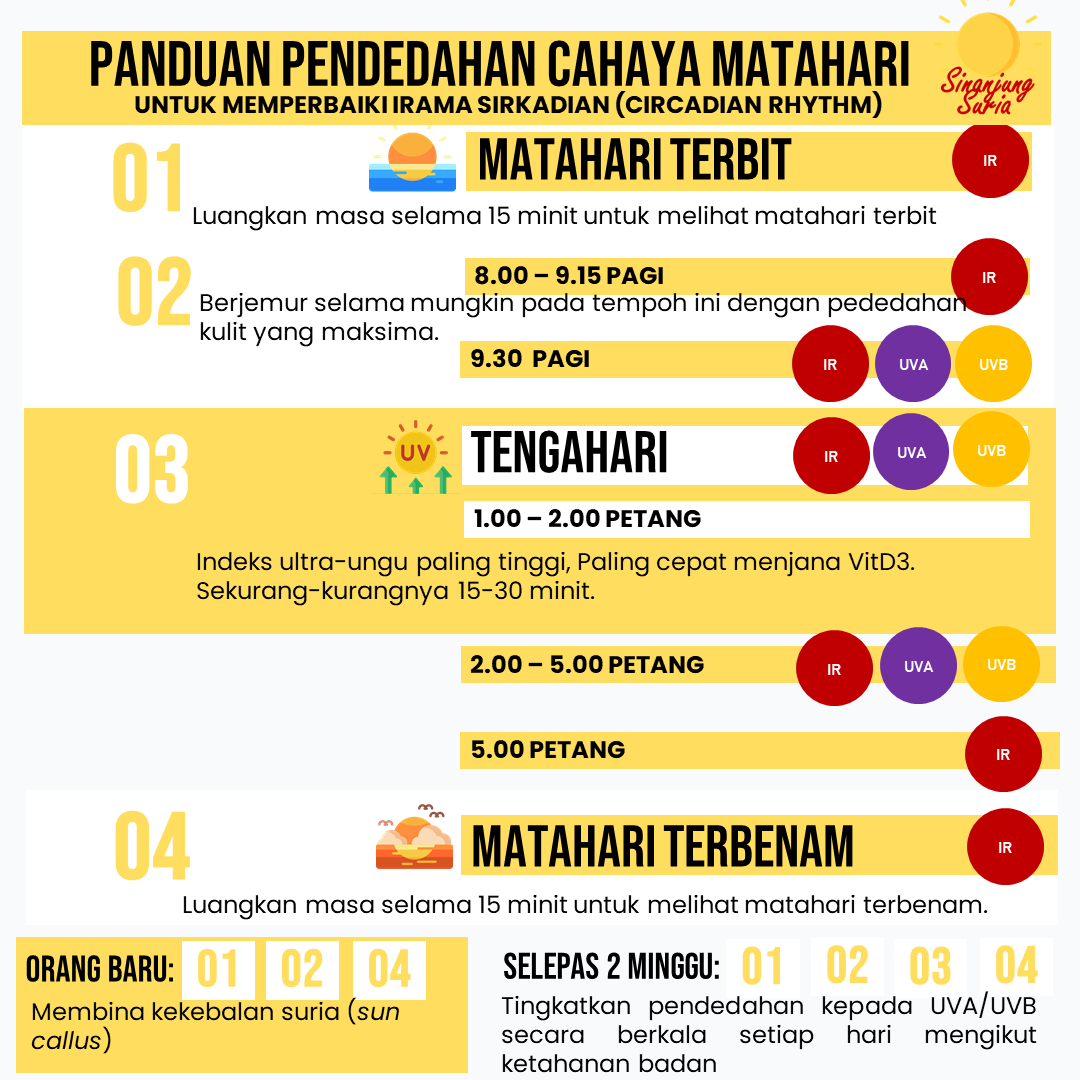 PANDUAN PENDEDAHAN CAHAYA MATAHARI
UNTUK MEMPERBAIKI IRAMA SIRKADIAN (CIRCADIAN RHYTHM)
Sinanjung
Suria
01
MATAHARI TERBIT
IR
Luangkan masa selama 15 minit untuk melihat matahari terbit
02
8.00 – 9.15 PAGI
IR
Berjemur selama mungkin pada tempoh ini dengan pededahan
kulit yang maksima.
9.30 PAGI
IR
UVA
UVB
03
UV
TENGAHARI
IR
UVA
UVB
1.00 – 2.00 PETANG
Indeks ultra-ungu paling tinggi, Paling cepat menjana VitD3.
Sekurang-kurangnya 15-30 minit.
2.00 – 5.00 PETANG
IR
UVA
UVB
5.00 PETANG
IR
04
MATAHARI TERBENAM
IR
Luangkan masa selama 15 minit untuk melihat matahari terbenam.
ORANG BARU: 01 02 04
Membina kekebalan suria (sun
callus)
SELEPAS 2 MINGGU: 01 02 03 04
Tingkatkan pendedahan kepada UVA/UVB
secara berkala setiap hari mengikut
ketahanan badan